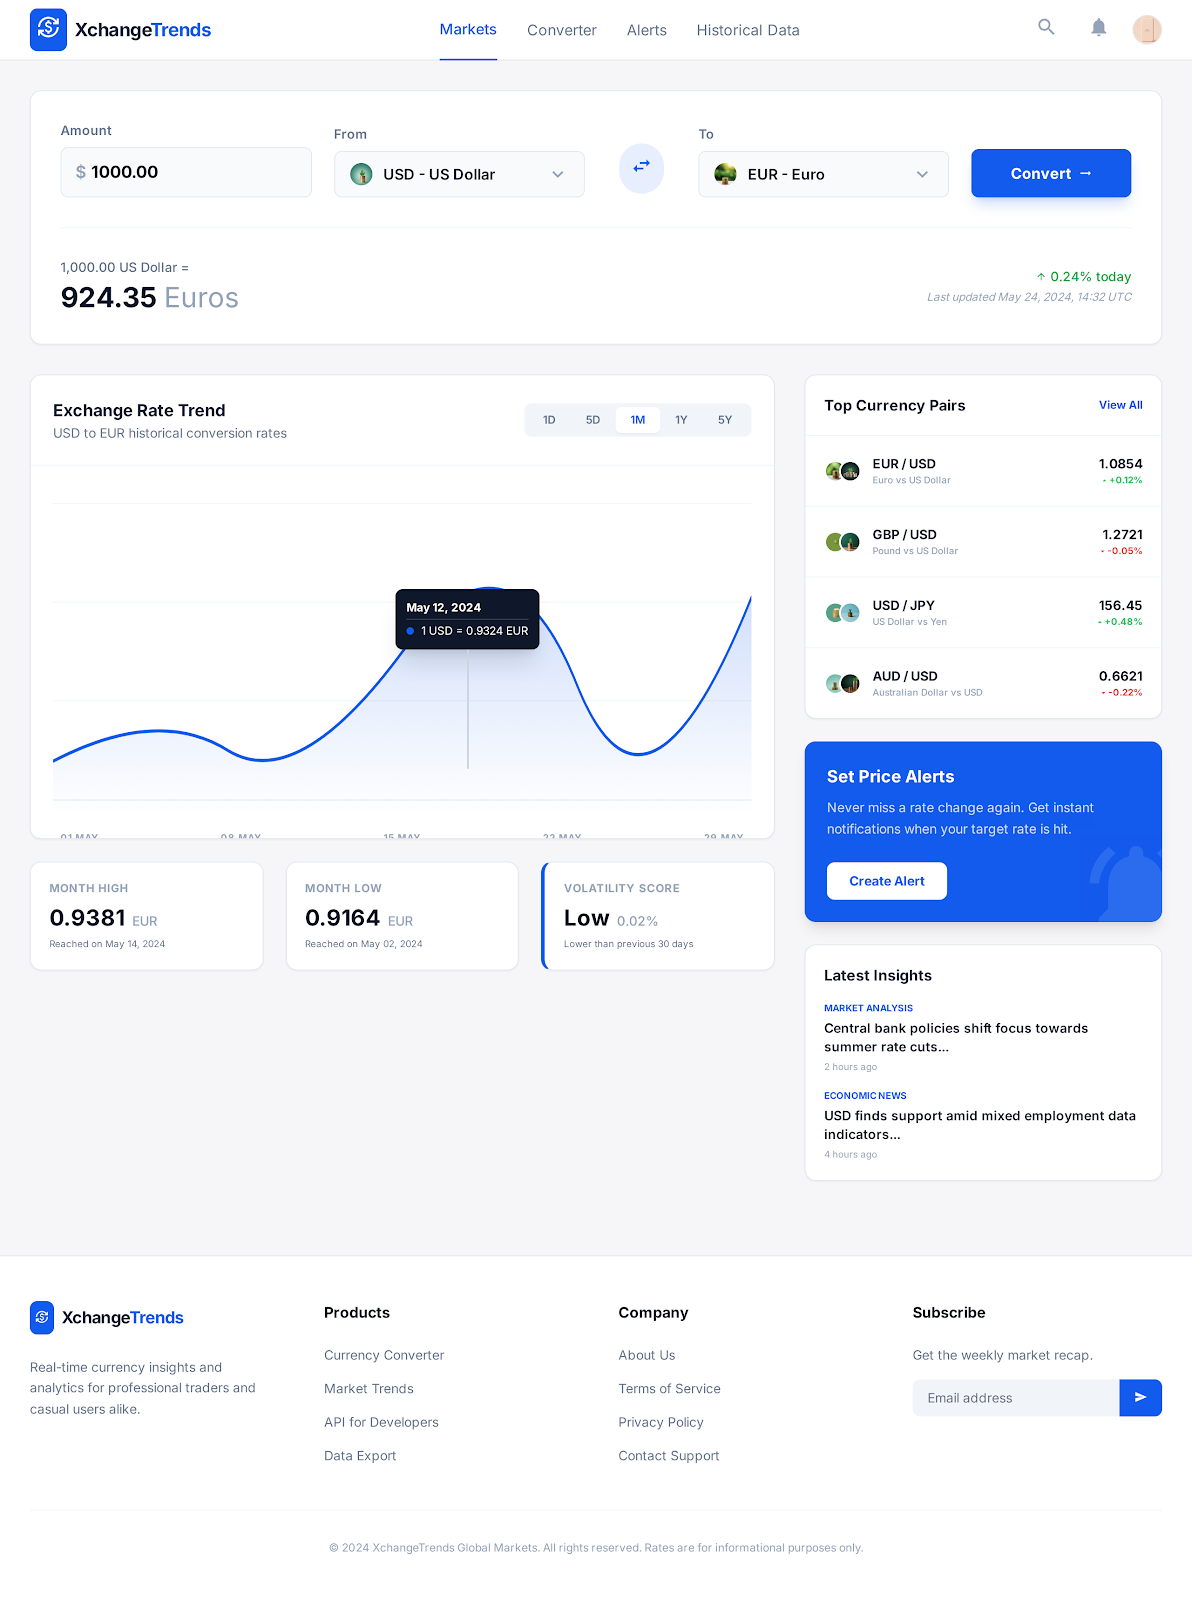 XchangeTrends
Markets
Converter
Alerts
Historical Data
Amount
$ 1000.00
From
USD - US Dollar
To
EUR - Euro
Convert →
1,000.00 US Dollar =
924.35 Euros
↑ 0.24% today
Last updated May 24, 2024, 14:32 UTC
Exchange Rate Trend
USD to EUR historical conversion rates
1D
5D
1M
1Y
5Y
May 12, 2024
1 USD = 0.9324 EUR
01 MAY
08 MAY
15 MAY
22 MAY
29 MAY
MONTH HIGH
0.9381 EUR
Reached on May 14, 2024
MONTH LOW
0.9164 EUR
Reached on May 02, 2024
VOLATILITY SCORE
Low 0.02%
Lower than previous 30 days
Top Currency Pairs
View All
EUR / USD
Euro vs US Dollar
1.0854
+0.12%
GBP / USD
Pound vs US Dollar
1.2721
-0.05%
USD / JPY
US Dollar vs Yen
156.45
+0.48%
AUD / USD
Australian Dollar vs USD
0.6621
-0.22%
Set Price Alerts
Never miss a rate change again. Get instant
notifications when your target rate is hit.
Create Alert
Latest Insights
MARKET ANALYSIS
Central bank policies shift focus towards
summer rate cuts...
2 hours ago
ECONOMIC NEWS
USD finds support amid mixed employment data
indicators...
4 hours ago
XchangeTrends
Real-time currency insights and
analytics for professional traders and
casual users alike.
Products
Currency Converter
Market Trends
API for Developers
Data Export
Company
About Us
Terms of Service
Privacy Policy
Contact Support
Subscribe
Get the weekly market recap.
Email address
© 2024 XchangeTrends Global Markets. All rights reserved. Rates are for informational purposes only.